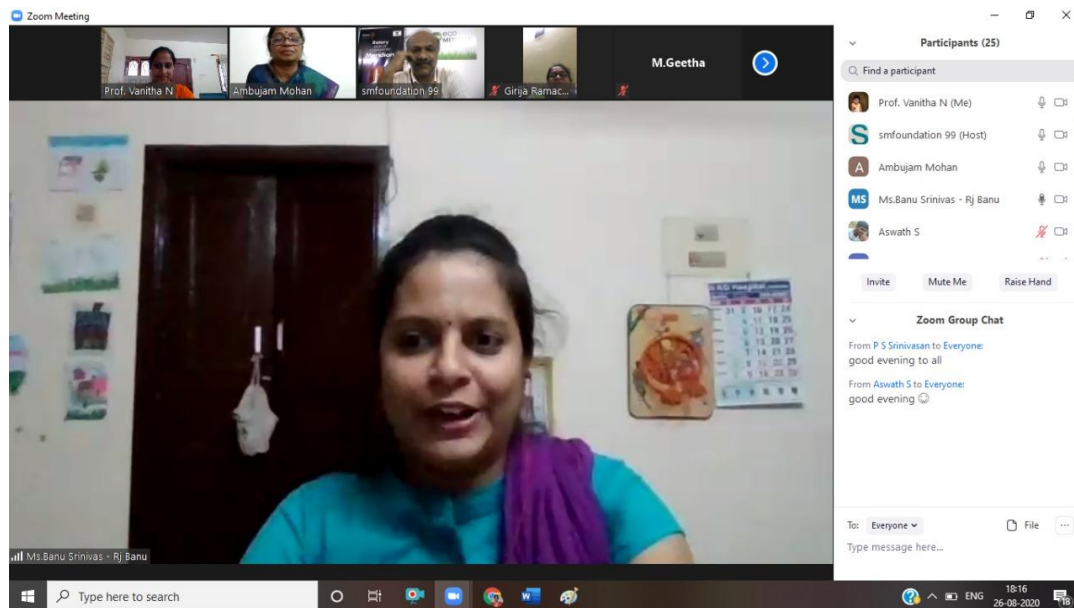 Zoom Meeting
Prof. Vanitha N
Ambujam Mohan
smfoundation 99
Girija Ramac...
M.Geetha
Participants (25)
Find a participant
Prof. Vanitha N (Me)
S
smfoundation 99 (Host)
A
Ambujam Mohan
MS
Ms.Banu Srinivas - Rj Banu
Aswath S
Invite
Mute Me
Raise Hand
Zoom Group Chat
From P S Srinivasan to Everyone:
good evening to all
From Aswath S to Everyone:
good evening ☺
To: Everyone
File
...
Type message here...
Ms.Banu Srinivas - Rj Banu
Type here to search
W
ENG
18:16
26-08-2020
18